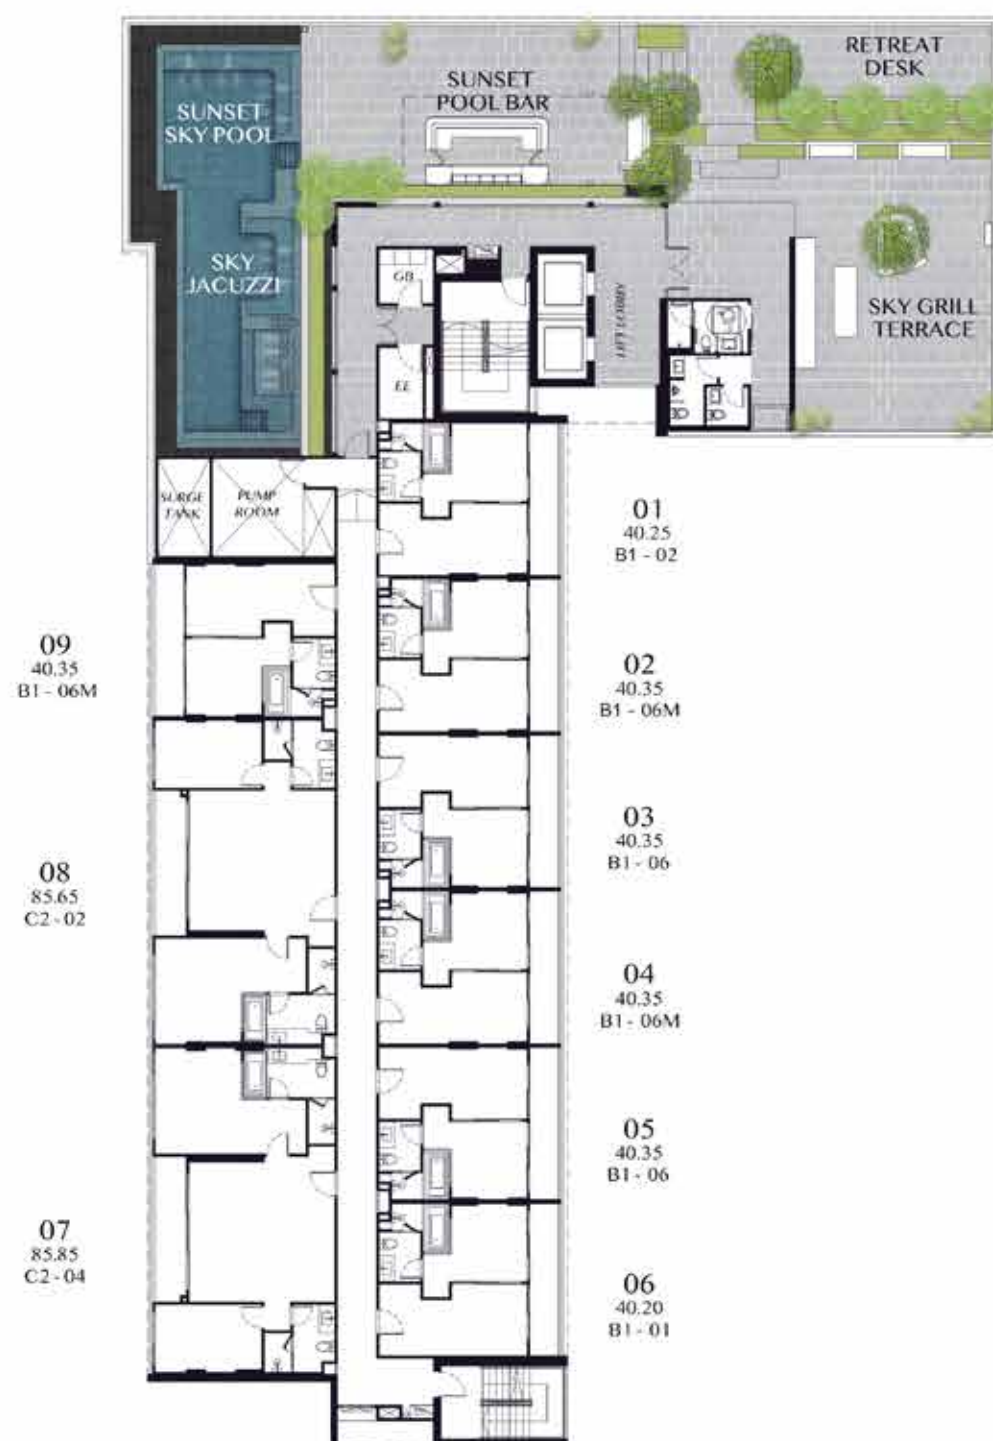 RETREAT
DESK
SUNSET
POOL BAR
SUNSET
SKY POOL
SKY
JACUZZI
GB
LIFT LOBBY
SKY GRILL
TERRACE
EE
SURGE
TANK
PUMP
ROOM
01
40.25
B1 - 02
09
40.35
B1 - 06M
02
40.35
B1 - 06M
03
40.35
B1 - 06
08
85.65
C2 - 02
04
40.35
B1 - 06M
05
40.35
B1 - 06
07
85.85
C2 - 04
06
40.20
B1 - 01